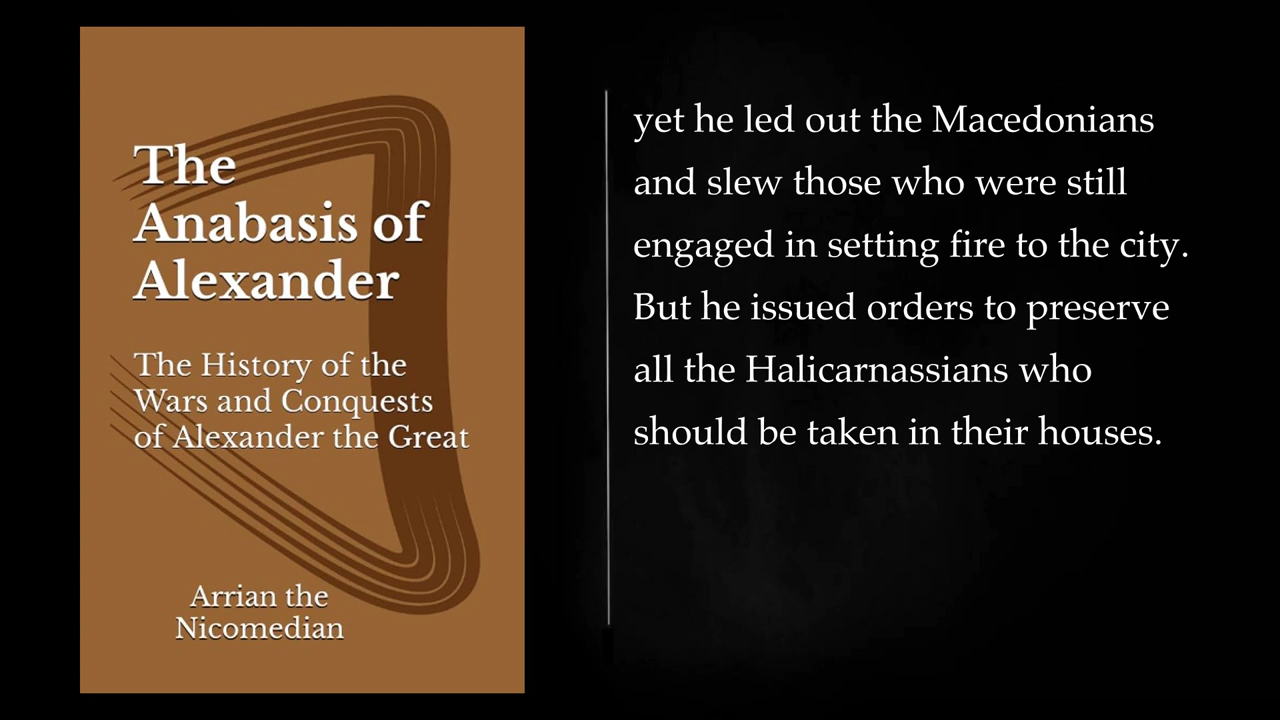 The
Anabasis of
Alexander
The History of the
Wars and Conquests
of Alexander the Great
Arrian the
Nicomedian
yet he led out the Macedonians
and slew those who were still
engaged in setting fire to the city.
But he issued orders to preserve
all the Halicarnassians who
should be taken in their houses.